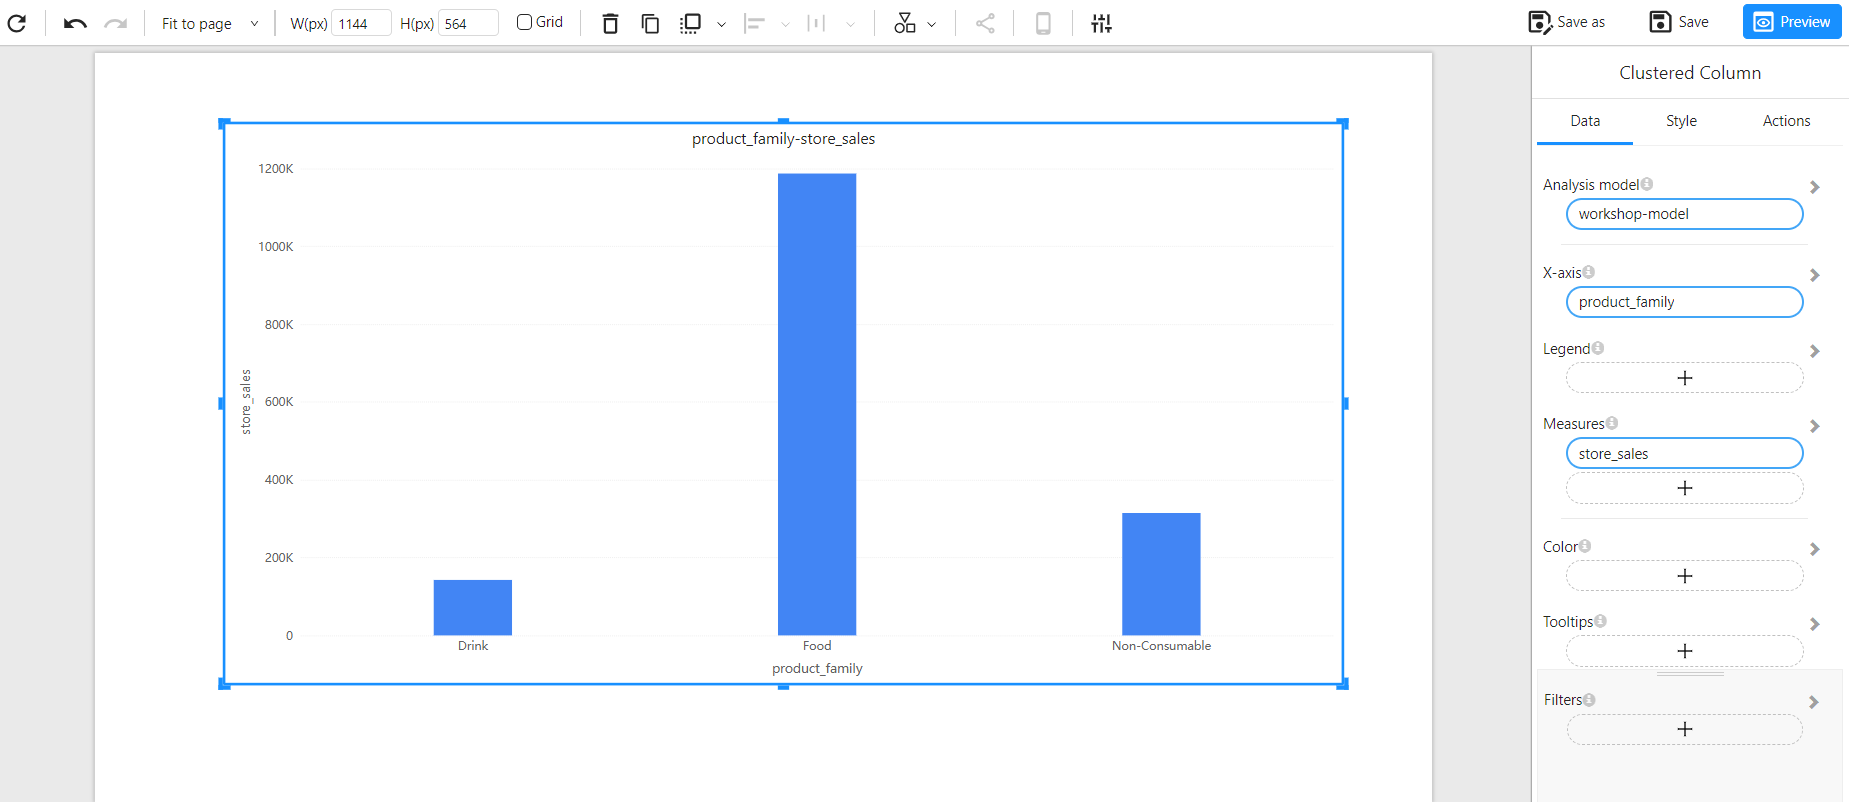 Fit to page W(px) 1144 H(px) 564 Grid Save as Save Preview
Clustered Column
Data Style Actions
product_family-store_sales
1200K
1000K
800K
600K
400K
200K
0
store_sales
Drink Food Non-Consumable
product_family
Analysis model
workshop-model
X-axis
product_family
Legend
Measures
store_sales
Color
Tooltips
Filters